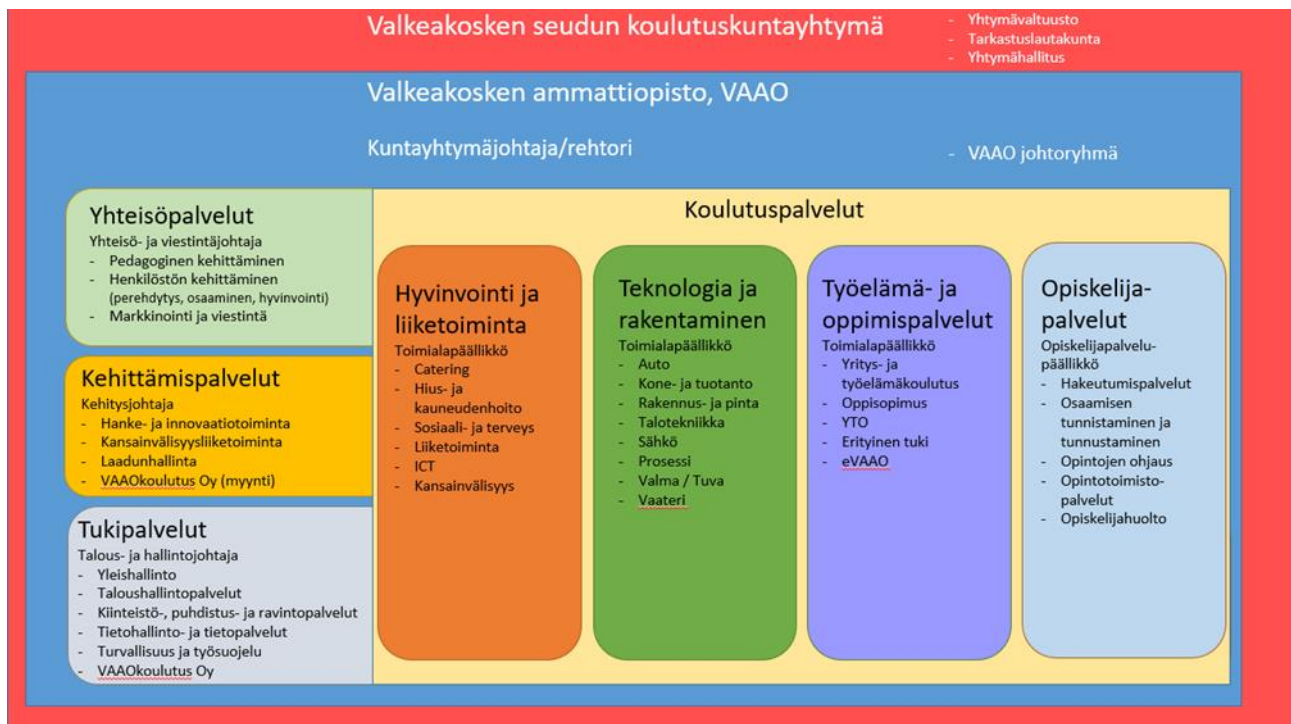 Valkeakosken seudun koulutuskuntayhtymä
- Yhtymävaltuusto
- Tarkastuslautakunta
- Yhtymähallitus
Valkeakosken ammattiopisto, VAAO
Kuntayhtymäjohtaja/rehtori
- VAAO johtoryhmä
Yhteisöpalvelut
Yhteisö- ja viestintäjohtaja
- Pedagoginen kehittäminen
- Henkilöstön kehittäminen
(perehdytys, osaaminen, hyvinvointi)
- Markkinointi ja viestintä
Kehittämispalvelut
Kehitysjohtaja
- Hanke- ja innovaatiotoiminta
- Kansainvälisyysliiketoiminta
- Laadunhallinta
- VAAOkoulutus Oy (myynti)
Tukipalvelut
Talous- ja hallintojohtaja
- Yleishallinto
- Taloushallintopalvelut
- Kiinteistö-, puhdistus- ja ravintopalvelut
- Tietohallinto- ja tietopalvelut
- Turvallisuus ja työsuojelu
- VAAOkoulutus Oy
Koulutuspalvelut
Hyvinvointi ja
liiketoiminta
Toimialapäällikkö
- Catering
- Hius- ja
kauneudenhoito
- Sosiaali- ja terveys
- Liiketoiminta
- ICT
- Kansainvälisyys
Teknologia ja
rakentaminen
Toimialapäällikkö
- Auto
- Kone- ja tuotanto
- Rakennus- ja pinta
- Talotekniikka
- Sähkö
- Prosessi
- Valma / Tuva
- Vaateri
Työelämä- ja
oppimispalvelut
Toimialapäällikkö
- Yritys- ja
työelämäkoulutus
- Oppisopimus
- YTO
- Erityinen tuki
- eVAAO
Opiskelija-
palvelut
Opiskelijapalvelu-
päällikkö
- Hakeutumispalvelut
- Osaamisen
tunnistaminen ja
tunnustaminen
- Opintojen ohjaus
- Opintotoimisto-
palvelut
- Opiskelijahuolto